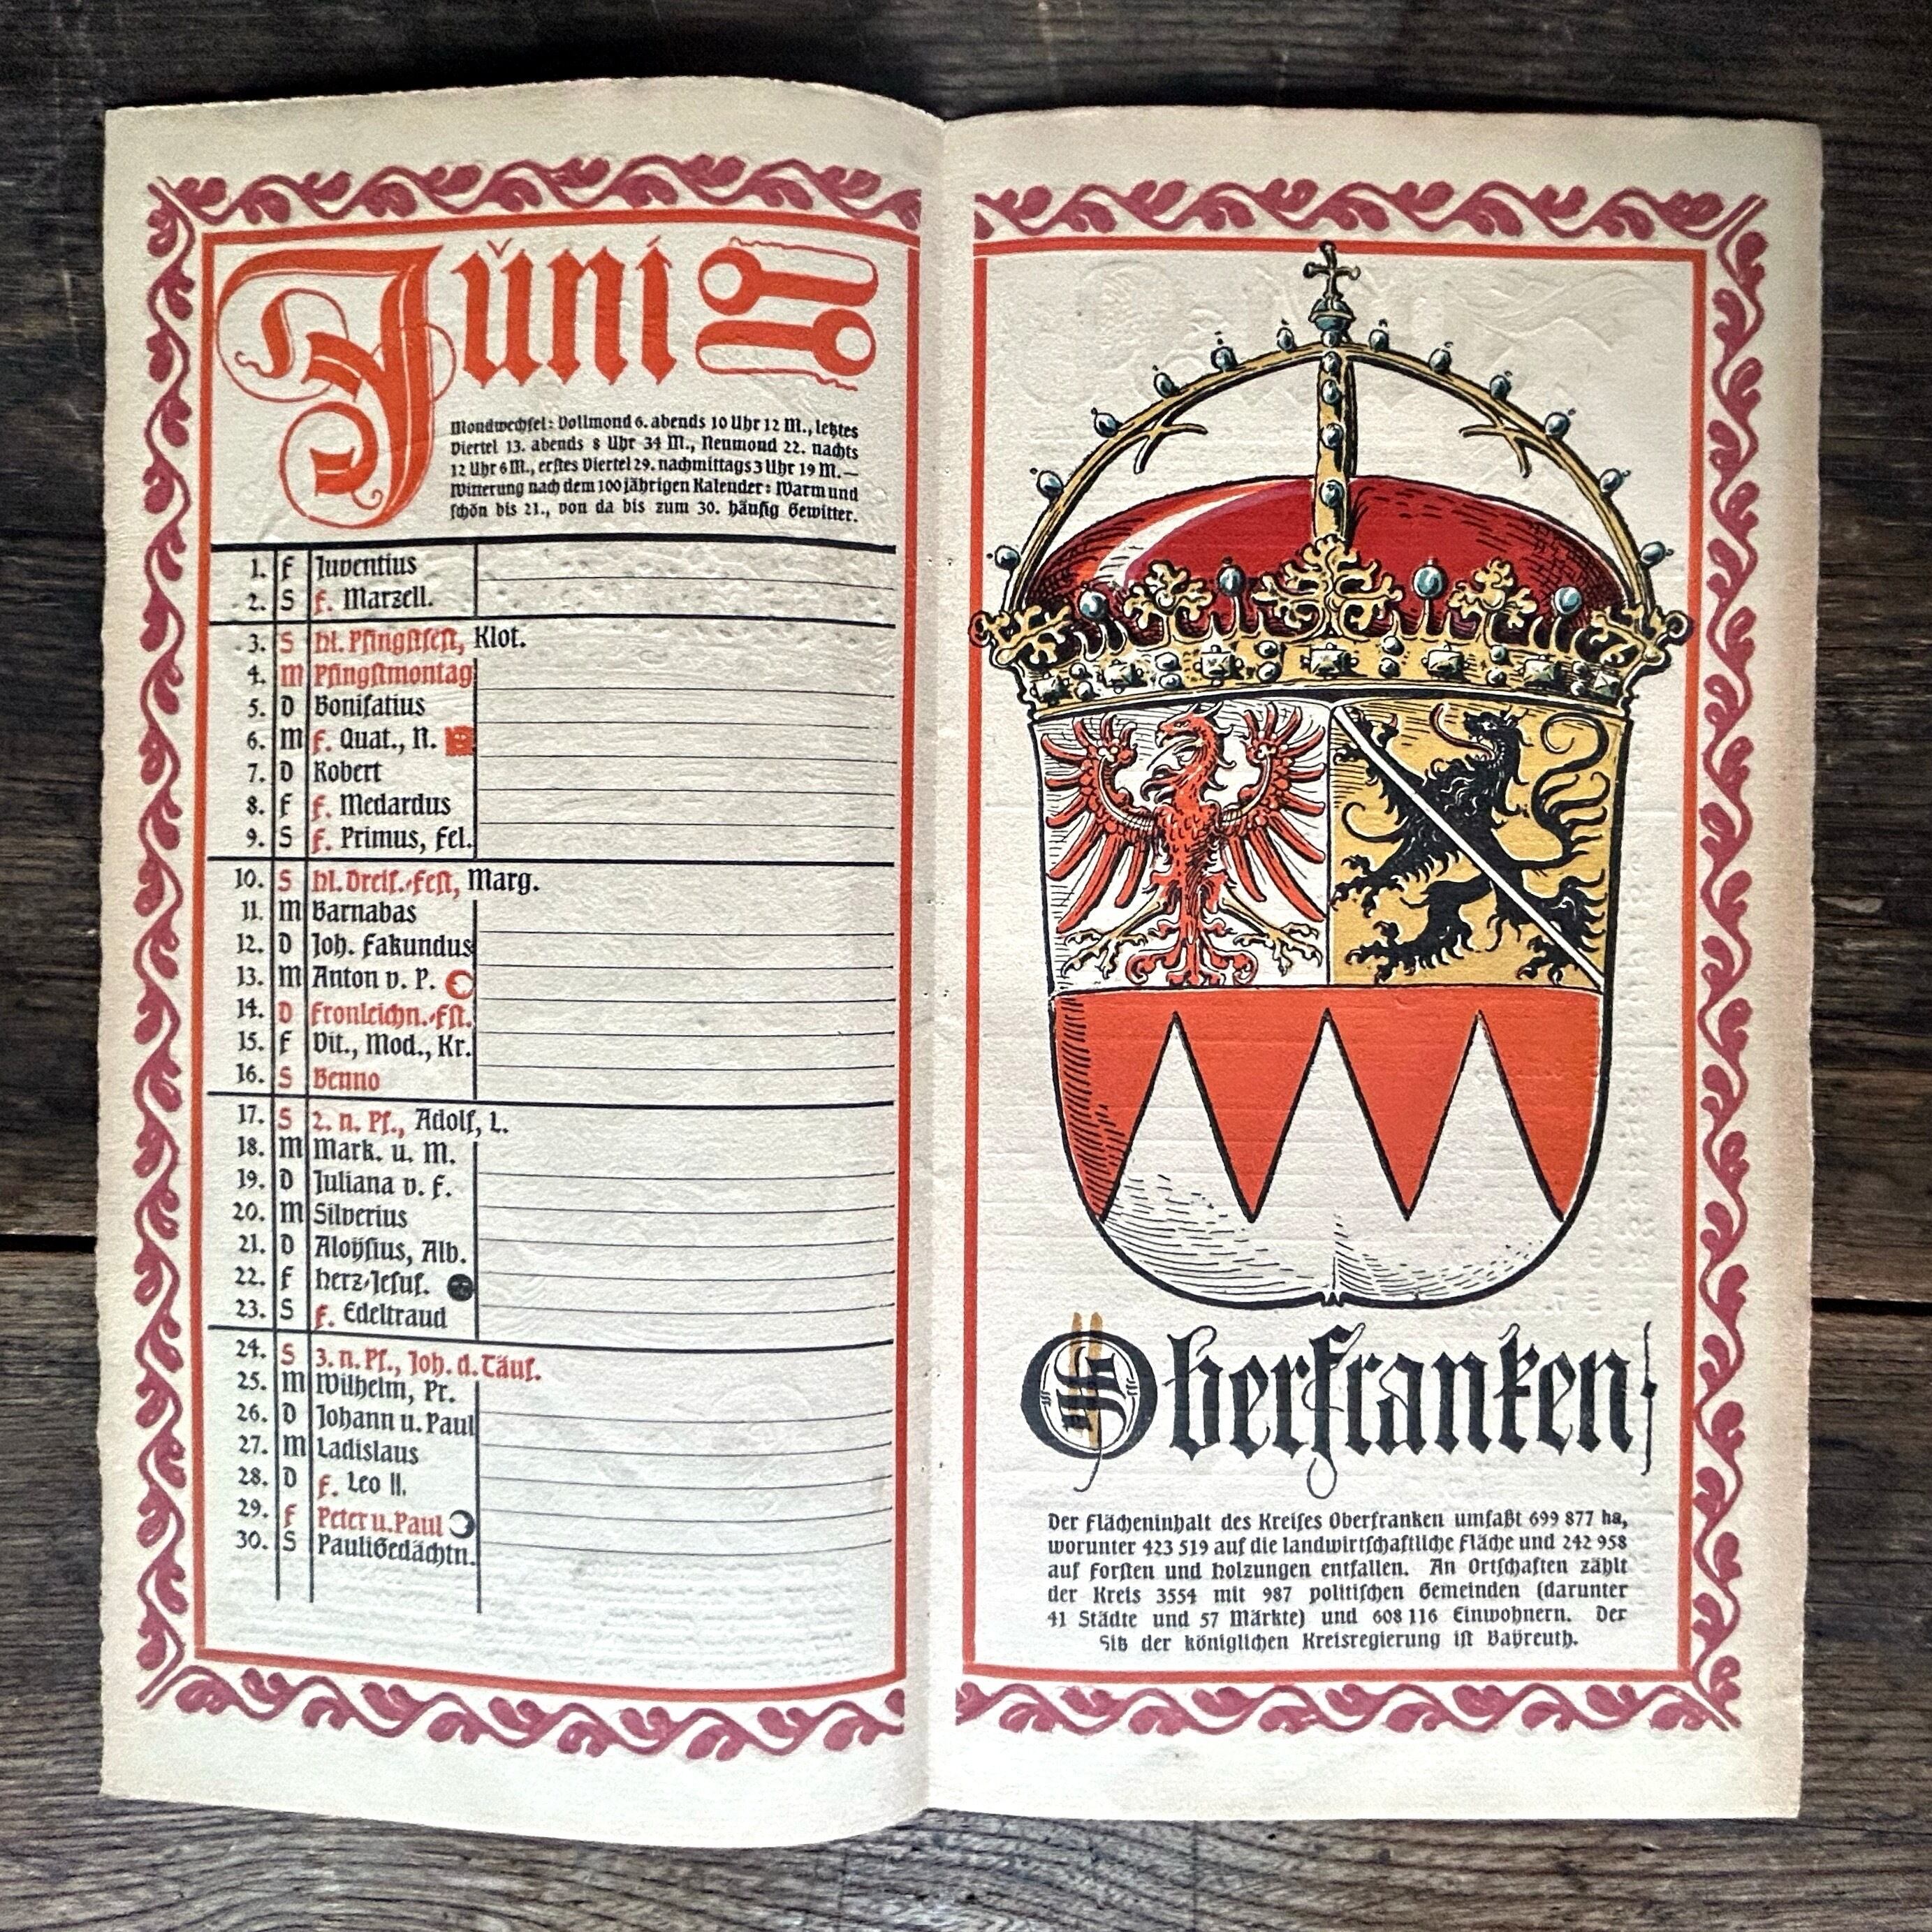 Juni
Mondwechsel: Vollmond 6. abends 10 Uhr 12 M., letztes
Viertel 13. abends 8 Uhr 34 M., Neumond 22. nachts
12 Uhr 6 M., erstes Viertel 29. nachmittags 3 Uhr 19 M. —
Witterung nach dem 100jährigen Kalender: Warm und
schön bis 21., von da bis zum 30. häufig Gewitter.
1. F Juventius
2. S f. Marzell.
3. S Hl. Pfingstfest, Klot.
4. M Pfingstmontag
5. D Bonifatius
6. M f. Quat., N.
7. D Robert
8. F f. Medardus
9. S f. Primus, Fel.
10. S Hl. Dreif.-Fest, Marg.
11. M Barnabas
12. D Joh. Fakundus
13. M Anton v. P.
14. D Fronleichn.-Fst.
15. F Vit., Mod., Kr.
16. S Benno
17. S 2. n. Pf., Adolf, L.
18. M Mark. u. M.
19. D Juliana v. F.
20. M Silverius
21. D Aloÿsius, Alb.
22. F Herz-Jesuf.
23. S f. Edeltraud
24. S 3. n. Pf., Joh. d. Täuf.
25. M Wilhelm, Pr.
26. D Johann u. Paul
27. M Ladislaus
28. D f. Leo II.
29. F Peter u. Paul
30. S Pauli Gedächtn.
Oberfranken
Der Flächeninhalt des Kreises Oberfranken umfaßt 699 877 ha,
worunter 423 519 auf die landwirtschaftliche Fläche und 242 958
auf Forsten und Holzungen entfallen. An Ortschaften zählt
der Kreis 3554 mit 987 politischen Gemeinden (darunter
41 Städte und 57 Märkte) und 608 116 Einwohnern. Der
Sitz der königlichen Kreisregierung ist Baÿreuth.